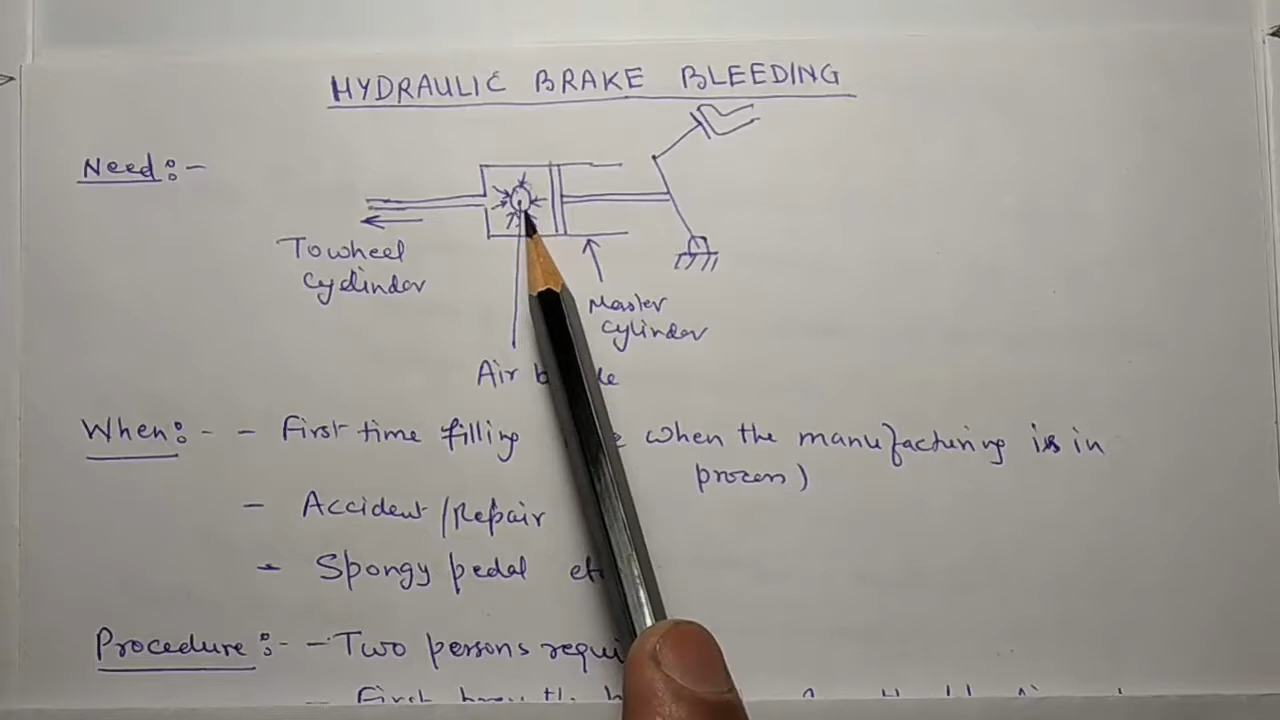 HYDRAULIC BRAKE BLEEDING
Need:-
To wheel
cylinder
Master
cylinder
Air
When:- - First time filling when the manufacturing is in
process)
- Accident/Repair
- Spongy pedal
Procedure:- - Two persons
- First